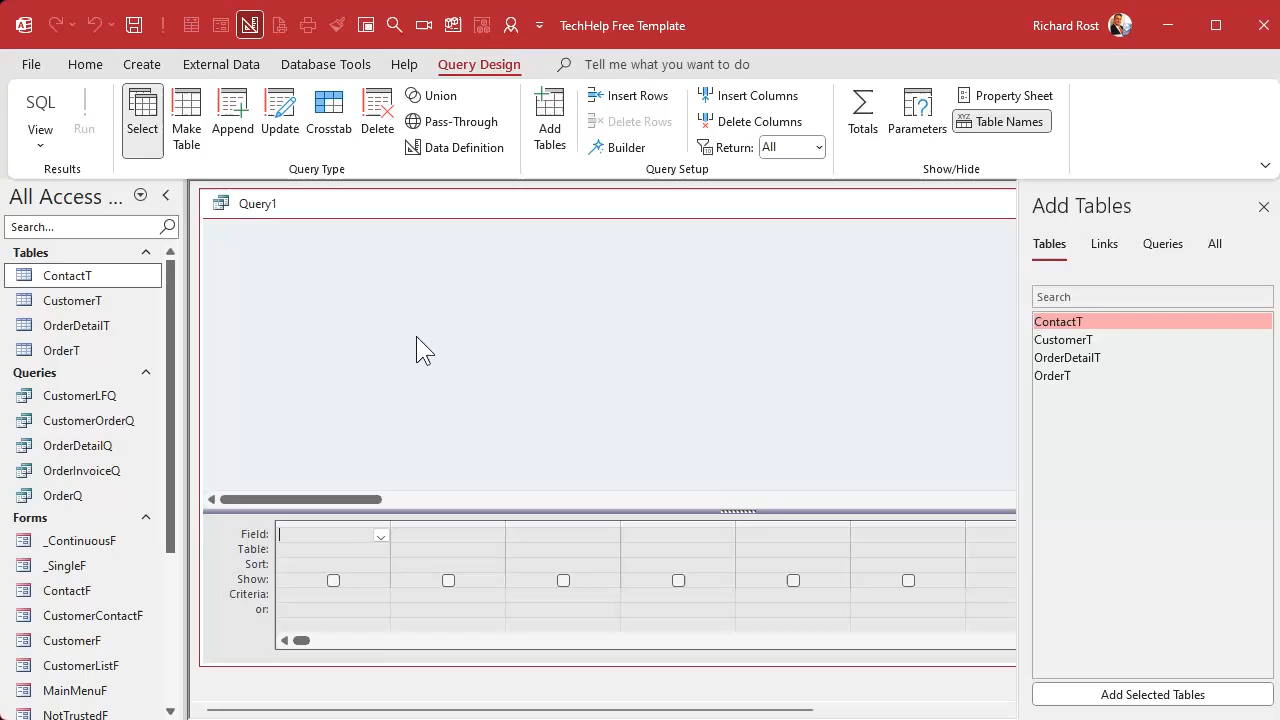 TechHelp Free Template
Richard Rost
File Home Create External Data Database Tools Help Query Design Tell me what you want to do
SQL
View
Run
Results
Select
Make Table
Append
Update
Crosstab
Delete
Union
Pass-Through
Data Definition
Query Type
Add Tables
Insert Rows
Delete Rows
Builder
Insert Columns
Delete Columns
Return: All
Query Setup
Totals
Parameters
Property Sheet
XYZ
Table Names
Show/Hide
All Access ...
Search...
Tables
ContactT
CustomerT
OrderDetailT
OrderT
Queries
CustomerLFQ
CustomerOrderQ
OrderDetailQ
OrderInvoiceQ
OrderQ
Forms
_ContinuousF
_SingleF
ContactF
CustomerContactF
CustomerF
CustomerListF
MainMenuF
NotTrustedF
Query1
Field:
Table:
Sort:
Show:
Criteria:
or:
Add Tables
Tables Links Queries All
Search
ContactT
CustomerT
OrderDetailT
OrderT
Add Selected Tables